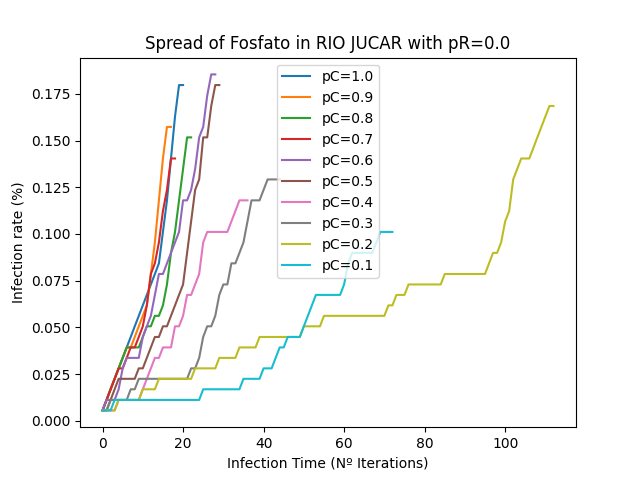 Spread of Fosfato in RIO JUCAR with pR=0.0
Infection rate (%)
0.175
0.150
0.125
0.100
0.075
0.050
0.025
0.000
pC=1.0
pC=0.9
pC=0.8
pC=0.7
pC=0.6
pC=0.5
pC=0.4
pC=0.3
pC=0.2
pC=0.1
0 20 40 60 80 100
Infection Time (Nº Iterations)